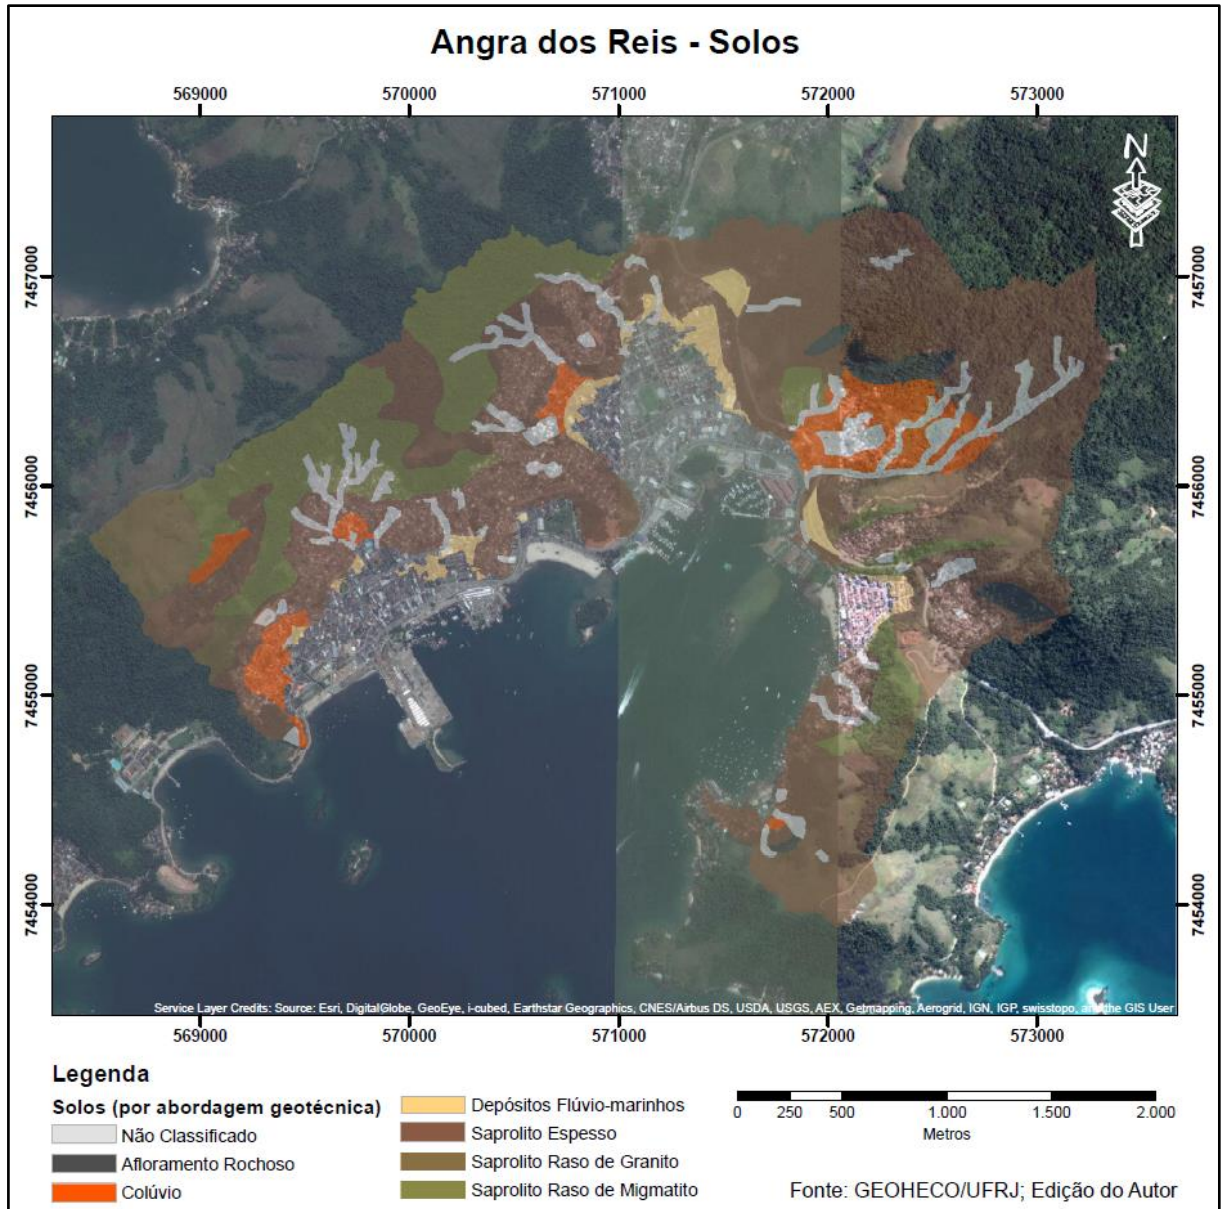 Angra dos Reis - Solos
569000 570000 571000 572000 573000
N
7457000 7457000
7456000 7456000
7455000 7455000
7454000 7454000
Service Layer Credits: Source: Esri, DigitalGlobe, GeoEye, i-cubed, Earthstar Geographics, CNES/Airbus DS, USDA, USGS, AEX, Getmapping, Aerogrid, IGN, IGP, swisstopo, and the GIS User
569000 570000 571000 572000 573000
Legenda
Solos (por abordagem geotécnica)
Não Classificado
Afloramento Rochoso
Colúvio
Depósitos Flúvio-marinhos
Saprolito Espesso
Saprolito Raso de Granito
Saprolito Raso de Migmatito
0 250 500 1.000 1.500 2.000
Metros
Fonte: GEOHECO/UFRJ; Edição do Autor